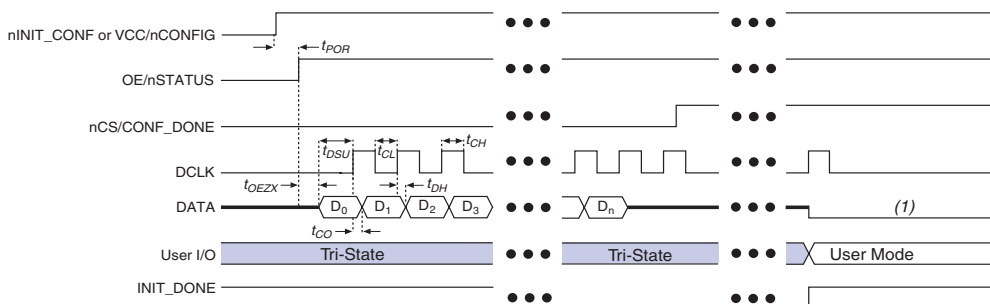 nINIT_CONF or VCC/nCONFIG
tPOR
OE/nSTATUS
nCS/CONF_DONE
tDSU
tCL
tCH
DCLK
tOEZX
tDH
DATA
D0
D1
D2
D3
Dn
(1)
tCO
User I/O
Tri-State
Tri-State
User Mode
INIT_DONE